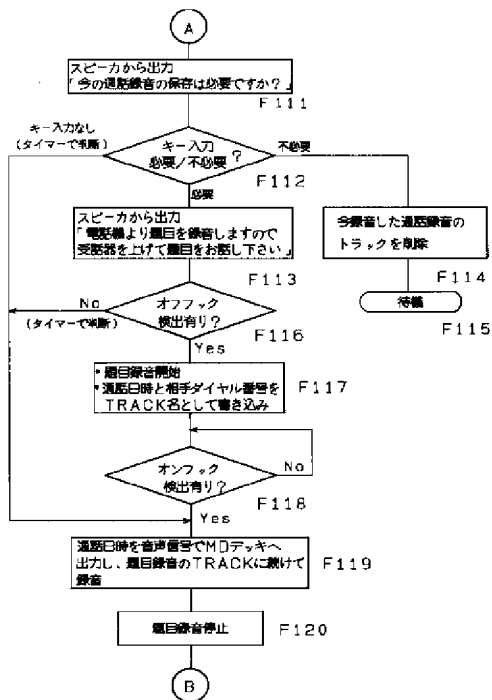 A
スピーカから出力
「今の通話録音の保存は必要ですか?」
F111
キー入力なし
(タイマーで判断)
キー入力
必要/不必要?
不必要
F112
必要
スピーカから出力
「電話機より題目を録音しますので
受話器を上げて題目をお話し下さい」
F113
今録音した通話録音の
トラックを削除
F114
待機
F115
No
(タイマーで判断)
オフフック
検出有り?
F116
Yes
•題目録音開始
•通話日時と相手ダイヤル番号を
TRACK名として書き込み
F117
オンフック
検出有り?
No
F118
Yes
通話日時を音声信号でMDデッキへ
出力し、題目録音のTRACKに続けて
録音
F119
題目録音停止
F120
B